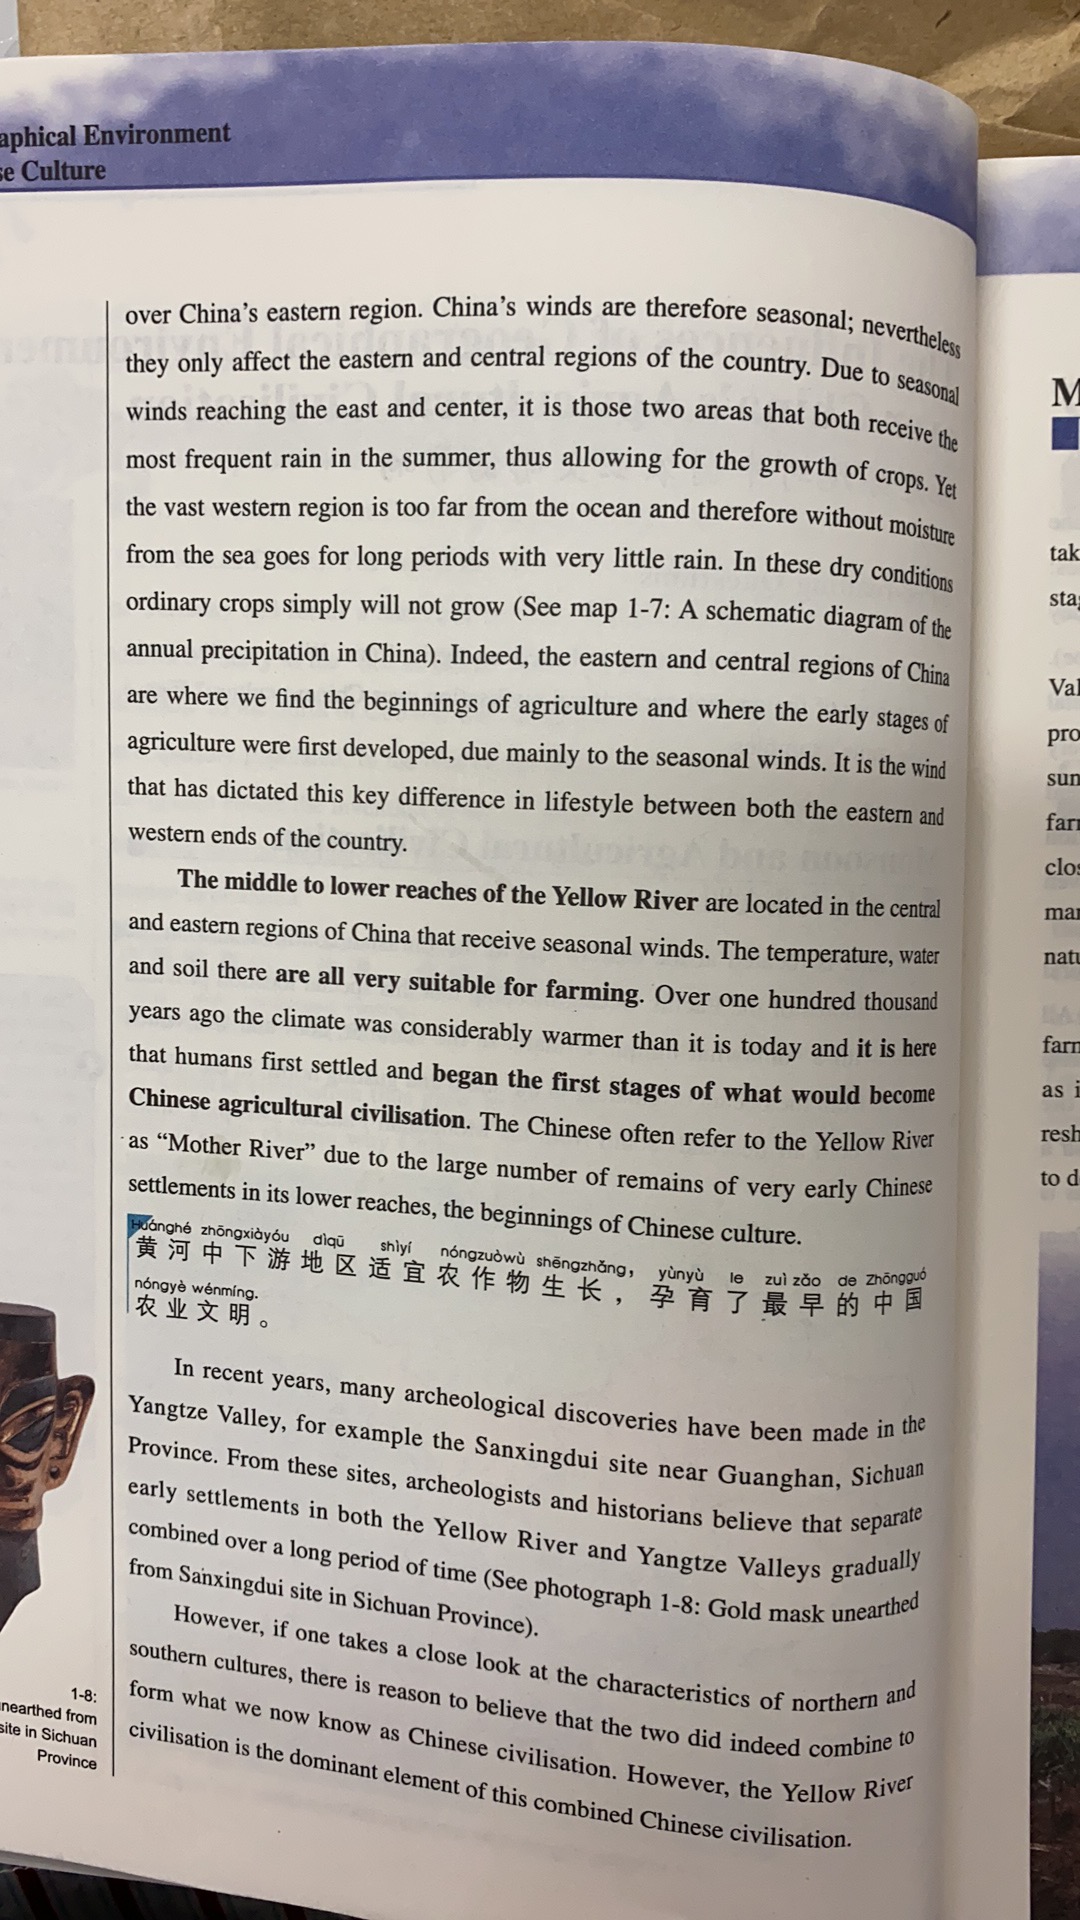 aphical Environment
se Culture
over China's eastern region. China's winds are therefore seasonal; nevertheless
they only affect the eastern and central regions of the country. Due to seasonal
winds reaching the east and center, it is those two areas that both receive the
most frequent rain in the summer, thus allowing for the growth of crops. Yet
the vast western region is too far from the ocean and therefore without moisture
from the sea goes for long periods with very little rain. In these dry conditions
ordinary crops simply will not grow (See map 1-7: A schematic diagram of the
annual precipitation in China). Indeed, the eastern and central regions of China
are where we find the beginnings of agriculture and where the early stages of
agriculture were first developed, due mainly to the seasonal winds. It is the wind
that has dictated this key difference in lifestyle between both the eastern and
western ends of the country.
The middle to lower reaches of the Yellow River are located in the central
and eastern regions of China that receive seasonal winds. The temperature, water
and soil there are all very suitable for farming. Over one hundred thousand
years ago the climate was considerably warmer than it is today and it is here
that humans first settled and began the first stages of what would become
Chinese agricultural civilisation. The Chinese often refer to the Yellow River
as “Mother River” due to the large number of remains of very early Chinese
settlements in its lower reaches, the beginnings of Chinese culture.
Huánghé zhōngxiàyóu dìqū shìyí nóngzuòwù shēngzhǎng, yùnyù le zuì zǎo de Zhōngguó
黄河中下游地区适宜农作物生长，孕育了最早的中国
nóngyè wénmíng.
农业文明。
In recent years, many archeological discoveries have been made in the
Yangtze Valley, for example the Sanxingdui site near Guanghan, Sichuan
Province. From these sites, archeologists and historians believe that separate
early settlements in both the Yellow River and Yangtze Valleys gradually
combined over a long period of time (See photograph 1-8: Gold mask unearthed
from Sanxingdui site in Sichuan Province).
However, if one takes a close look at the characteristics of northern and
southern cultures, there is reason to believe that the two did indeed combine to
form what we now know as Chinese civilisation. However, the Yellow River
civilisation is the dominant element of this combined Chinese civilisation.
1-8:
nearthed from
site in Sichuan
Province
M
tak
sta
Val
pro
sun
farr
clos
mar
natu
farn
as i
resh
to d